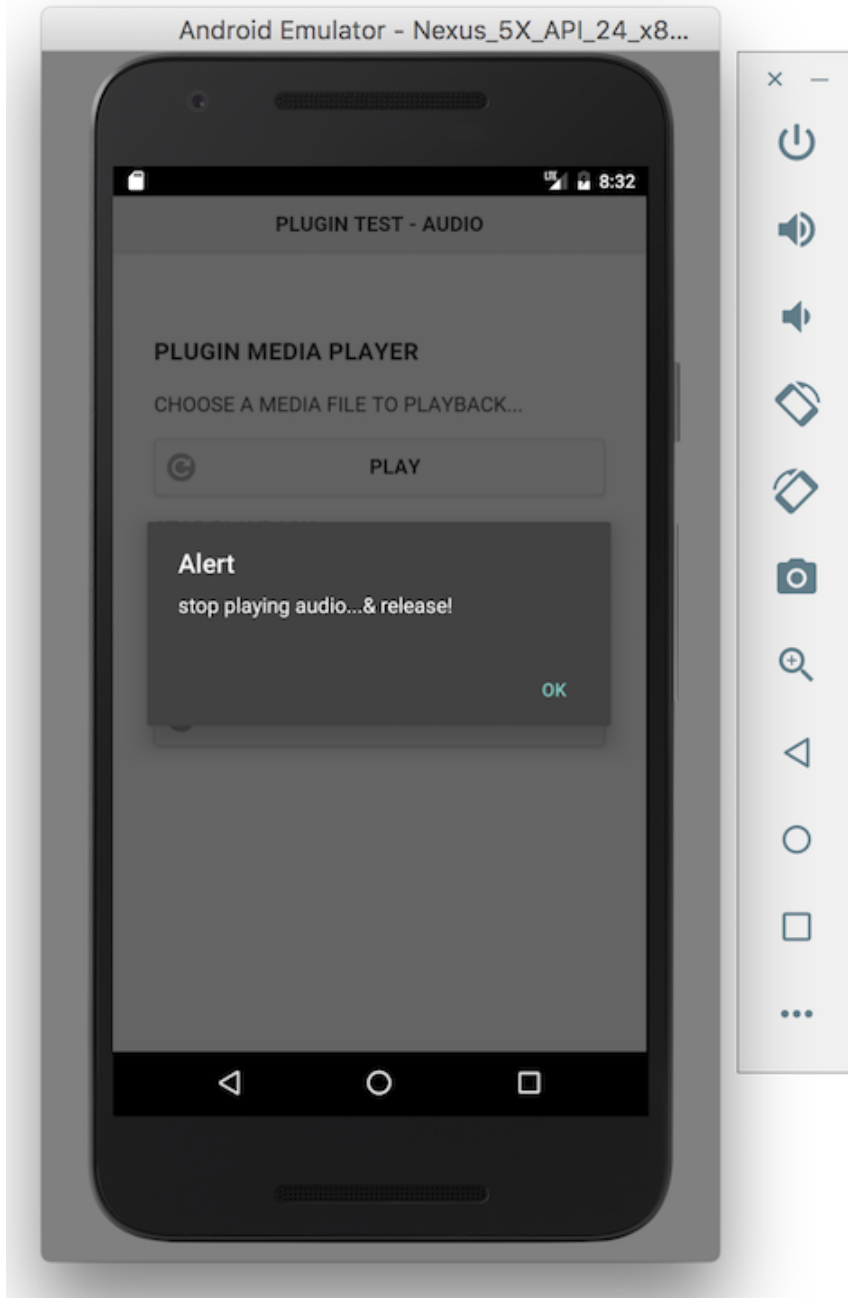 Android Emulator - Nexus_5X_API_24_x8...
LTE 8:32
PLUGIN TEST - AUDIO
PLUGIN MEDIA PLAYER
CHOOSE A MEDIA FILE TO PLAYBACK...
PLAY
Alert
stop playing audio...& release!
OK